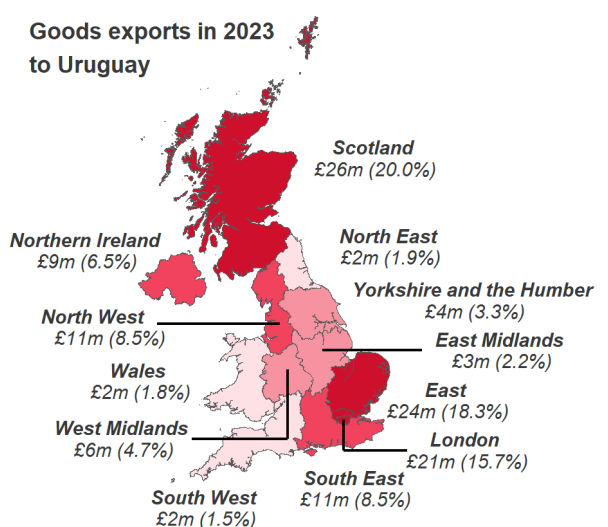 Goods exports in 2023
to Uruguay
Scotland
£26m (20.0%)
Northern Ireland
£9m (6.5%)
North East
£2m (1.9%)
Yorkshire and the Humber
£4m (3.3%)
North West
£11m (8.5%)
East Midlands
£3m (2.2%)
Wales
£2m (1.8%)
East
£24m (18.3%)
West Midlands
£6m (4.7%)
London
£21m (15.7%)
South East
£11m (8.5%)
South West
£2m (1.5%)